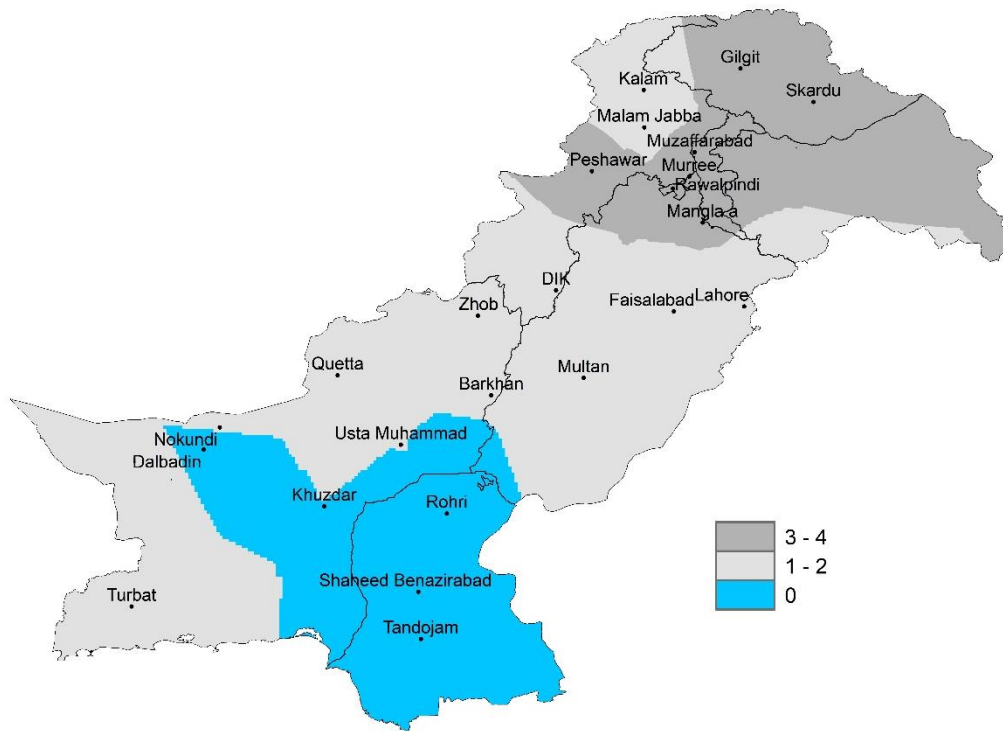 Gilgit
Kalam
Skardu
Malam Jabba
Muzaffarabad
Peshawar
Murree
Rawalpindi
Mangla a
DIK
Zhob
Faisalabad
Lahore
Quetta
Multan
Barkhan
Usta Muhammad
Nokundi
Dalbadin
Khuzdar
Rohri
3 - 4
1 - 2
0
Shaheed Benazirabad
Turbat
Tandojam